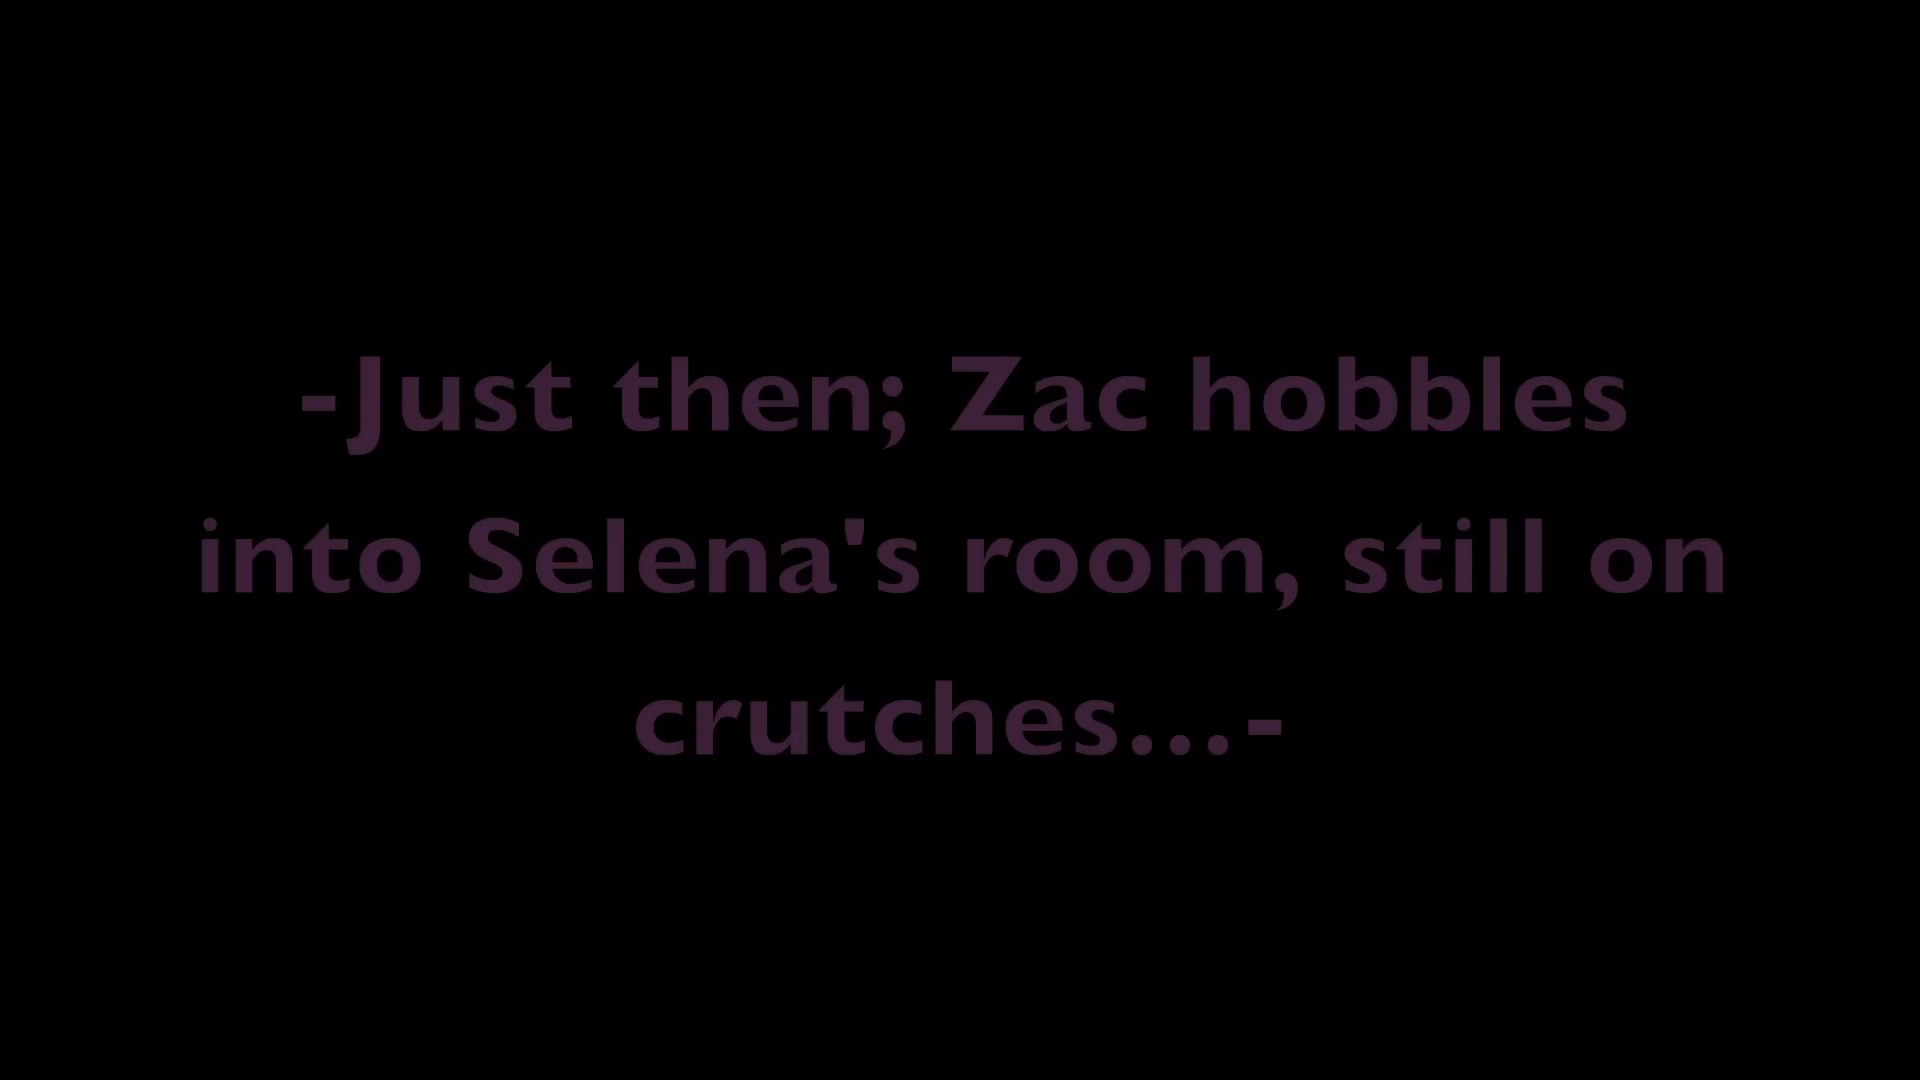 -Just then; Zac hobbles
into Selena's room, still on
crutches...-